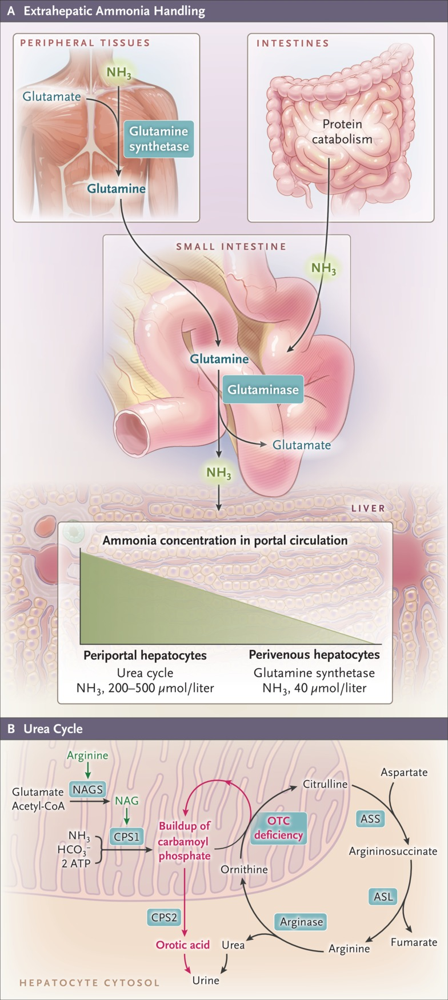 A Extrahepatic Ammonia Handling
PERIPHERAL TISSUES
NH₃
Glutamate
Glutamine
synthetase
Glutamine
INTESTINES
Protein
catabolism
SMALL INTESTINE
NH₃
Glutamine
Glutaminase
Glutamate
NH₃
LIVER
Ammonia concentration in portal circulation
Periportal hepatocytes
Urea cycle
NH₃, 200–500 µmol/liter
Perivenous hepatocytes
Glutamine synthetase
NH₃, 40 µmol/liter
B Urea Cycle
Arginine
NAGS
Glutamate
Acetyl-CoA
NAG
CPS1
NH₃
HCO₃⁻
2 ATP
Buildup of
carbamoyl
phosphate
OTC
deficiency
Citrulline
Aspartate
ASS
Argininosuccinate
Ornithine
ASL
CPS2
Arginase
Orotic acid
Urea
Arginine
Fumarate
Urine
HEPATOCYTE CYTOSOL